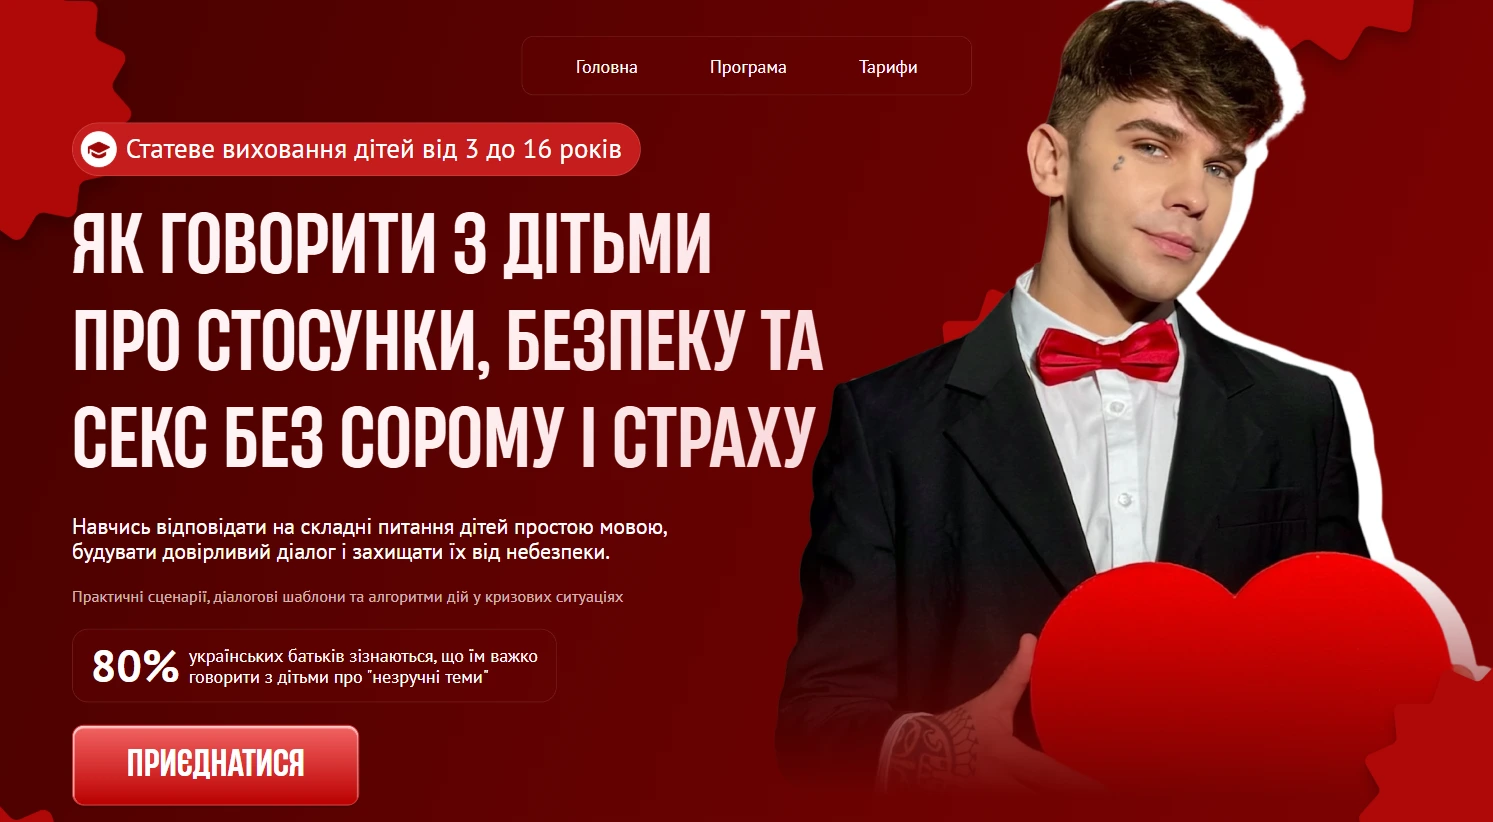 Головна Програма Тарифи
Статеве виховання дітей від 3 до 16 років
ЯК ГОВОРИТИ З ДІТЬМИ
ПРО СТОСУНКИ, БЕЗПЕКУ ТА
СЕКС БЕЗ СОРОМУ І СТРАХУ
Навчись відповідати на складні питання дітей простою мовою,
будувати довірливий діалог і захищати їх від небезпеки.
Практичні сценарії, діалогові шаблони та алгоритми дій у кризових ситуаціях
80% українських батьків зізнаються, що їм важко
говорити з дітьми про "незручні теми"
ПРИЄДНАТИСЯ